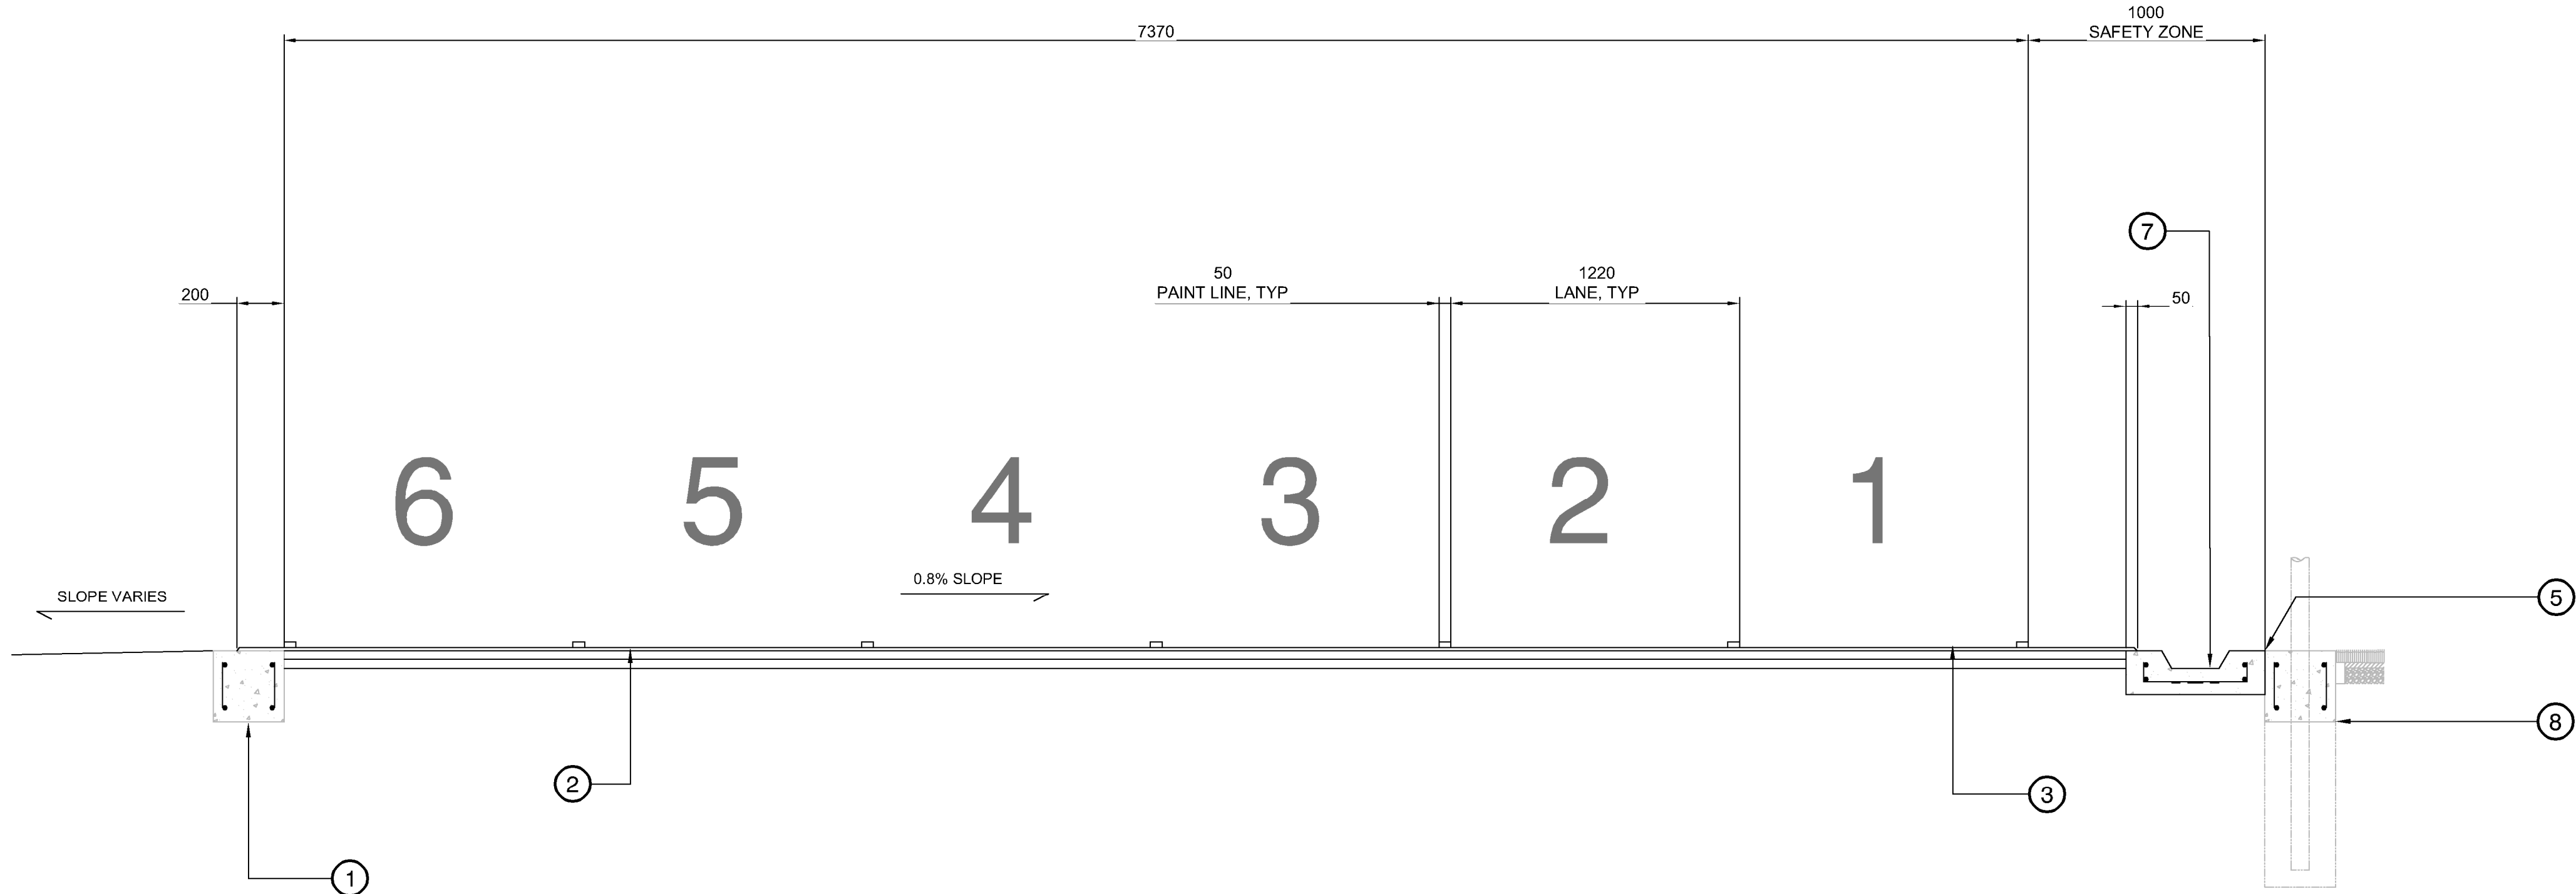 7370
1000
SAFETY ZONE
7
200
50
PAINT LINE, TYP
1220
LANE, TYP
50
6 5 4 3 2 1
SLOPE VARIES
0.8% SLOPE
5
8
2
3
1